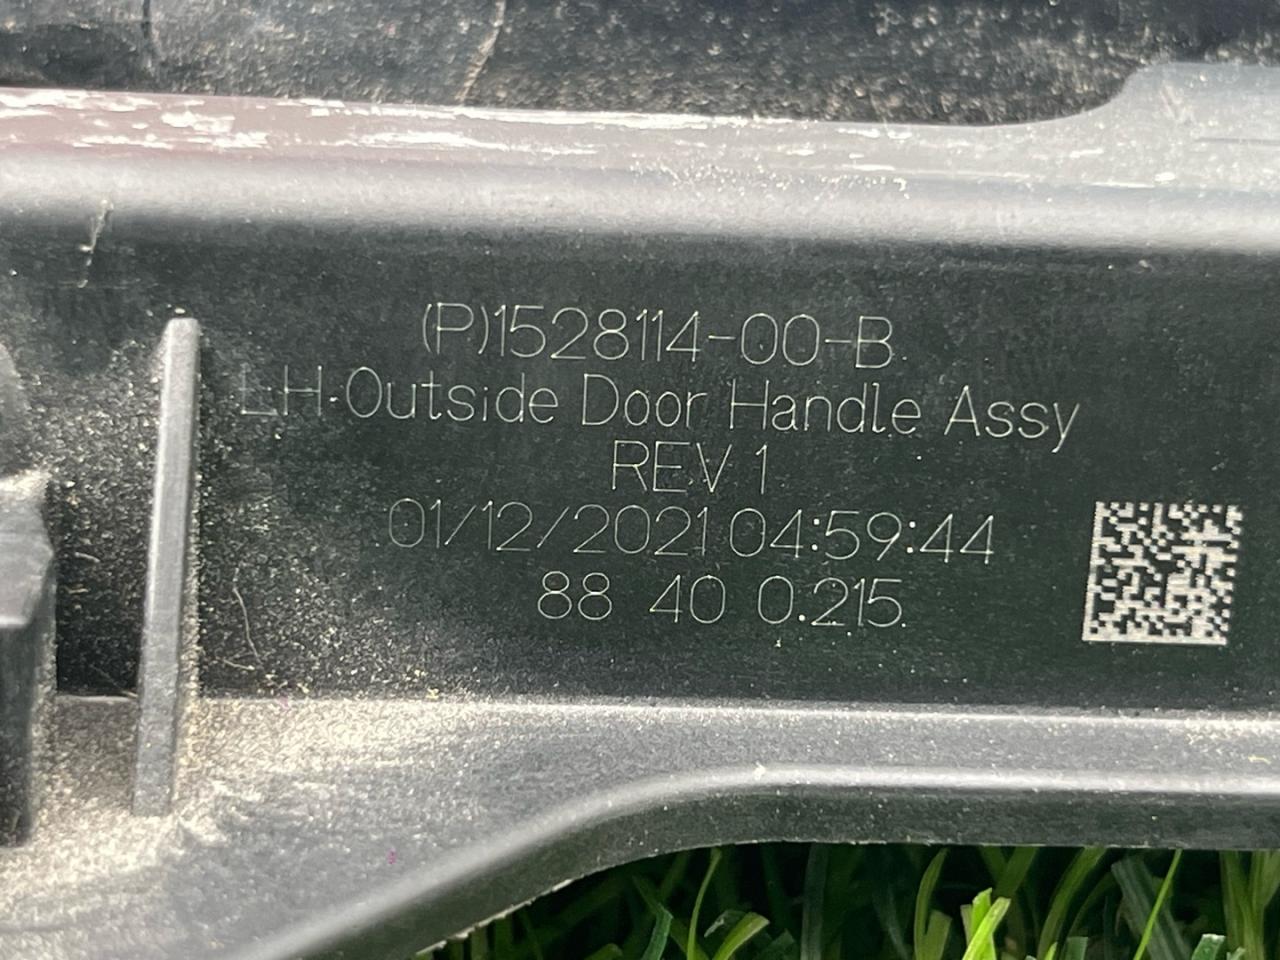 (P)1528114-00-B
LH Outside Door Handle Assy
REV 1
01/12/2021 04:59:44
88 40 0.215